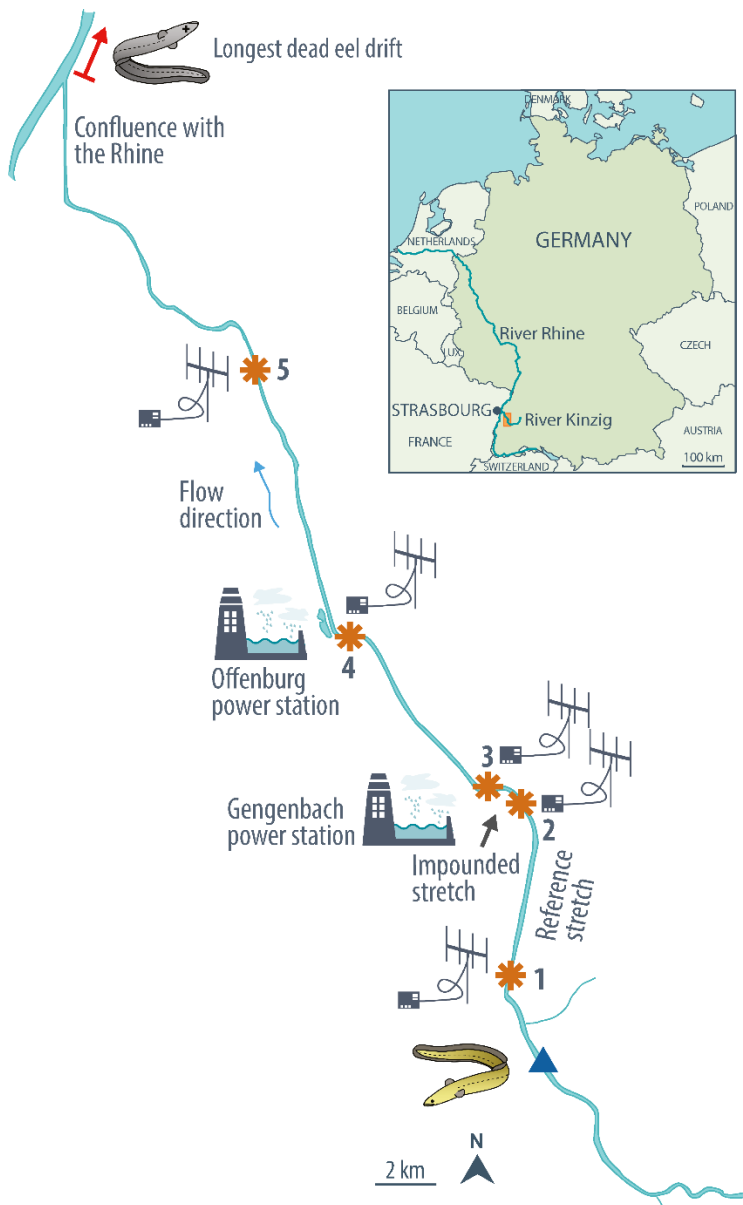 Longest dead eel drift
Confluence with
the Rhine
DENMARK
POLAND
NETHERLANDS
GERMANY
BELGIUM
River Rhine
LUX
CZECH
STRASBOURG
River Kinzig
FRANCE
AUSTRIA
SWITZERLAND
100 km
5
Flow
direction
4
Offenburg
power station
3
Gengenbach
power station
2
Impounded
stretch
Reference
stretch
1
N
2 km